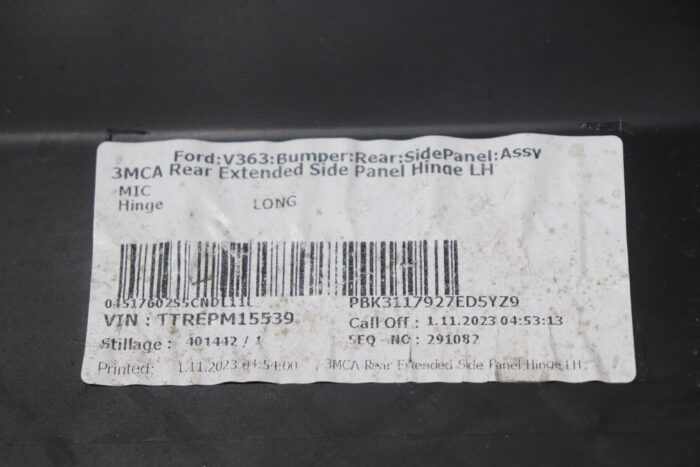 Ford:V363:Bumper:Rear:SidePanel:Assy
3MCA Rear Extended Side Panel Hinge LH
MIC
Hinge LONG
PBK3117927ED5YZ9
VIN : TTREPM15539
Call Off : 1.11.2023 04:53:13
Stillage : 401442 / 1
SEQ - NO : 291082
Printed: 1.11.2023 04:54:00 3MCA Rear Extended Side Panel Hinge LH